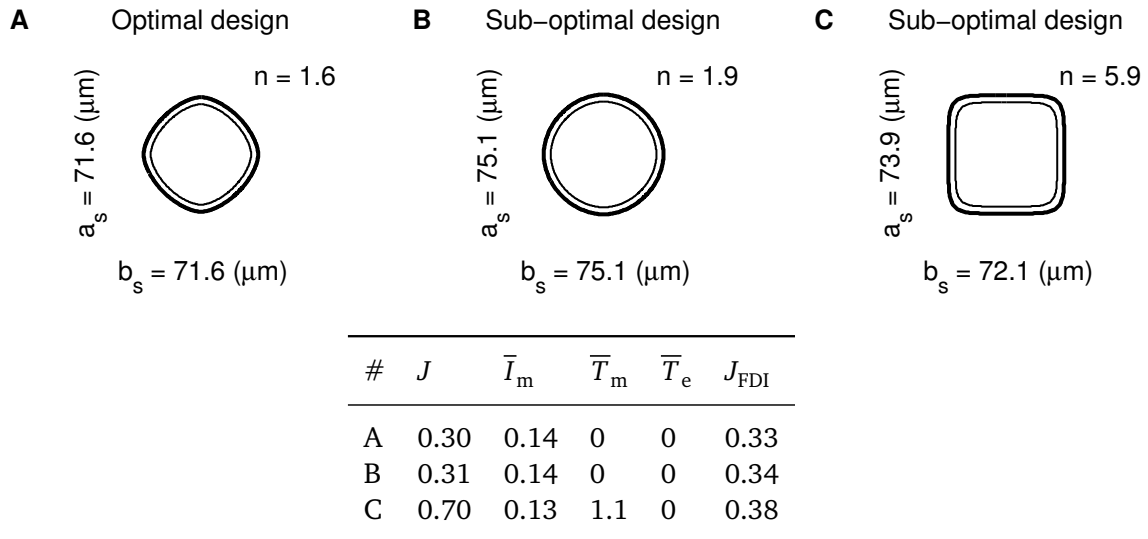 A Optimal design
n = 1.6
a_s = 71.6 (μm)
b_s = 71.6 (μm)
B Sub−optimal design
n = 1.9
a_s = 75.1 (μm)
b_s = 75.1 (μm)
C Sub−optimal design
n = 5.9
a_s = 73.9 (μm)
b_s = 72.1 (μm)
# J I̅_m T̅_m T̅_e J_FDI
A 0.30 0.14 0 0 0.33
B 0.31 0.14 0 0 0.34
C 0.70 0.13 1.1 0 0.38